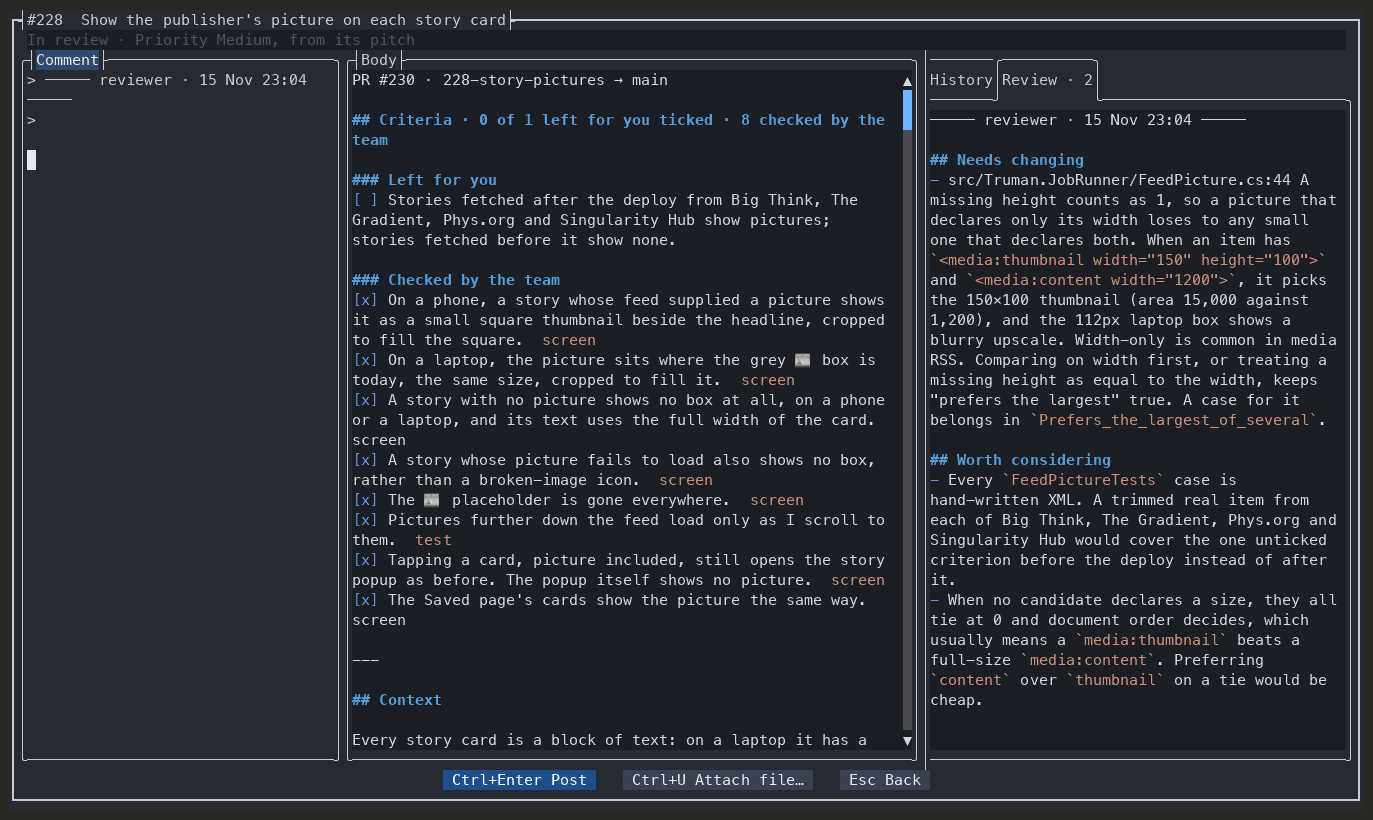 #228  Show the publisher's picture on each story card
In review · Priority Medium, from its pitch
Comment
> ───── reviewer · 15 Nov 23:04
─────
>
Body
PR #230 · 228-story-pictures → main
## Criteria · 0 of 1 left for you ticked · 8 checked by the
team
### Left for you
[ ] Stories fetched after the deploy from Big Think, The
Gradient, Phys.org and Singularity Hub show pictures;
stories fetched before it show none.
### Checked by the team
[x] On a phone, a story whose feed supplied a picture shows
it as a small square thumbnail beside the headline, cropped
to fill the square.  screen
[x] On a laptop, the picture sits where the grey 📰 box is
today, the same size, cropped to fill it.  screen
[x] A story with no picture shows no box at all, on a phone
or a laptop, and its text uses the full width of the card.
screen
[x] A story whose picture fails to load also shows no box,
rather than a broken-image icon.  screen
[x] The 📰 placeholder is gone everywhere.  screen
[x] Pictures further down the feed load only as I scroll to
them.  test
[x] Tapping a card, picture included, still opens the story
popup as before. The popup itself shows no picture.  screen
[x] The Saved page's cards show the picture the same way.
screen
---
## Context
Every story card is a block of text: on a laptop it has a
History
Review · 2
───── reviewer · 15 Nov 23:04 ─────
## Needs changing
- src/Truman.JobRunner/FeedPicture.cs:44 A
missing height counts as 1, so a picture that
declares only its width loses to any small
one that declares both. When an item has
`<media:thumbnail width="150" height="100">`
and `<media:content width="1200">`, it picks
the 150×100 thumbnail (area 15,000 against
1,200), and the 112px laptop box shows a
blurry upscale. Width-only is common in media
RSS. Comparing on width first, or treating a
missing height as equal to the width, keeps
"prefers the largest" true. A case for it
belongs in `Prefers_the_largest_of_several`.
## Worth considering
- Every `FeedPictureTests` case is
hand-written XML. A trimmed real item from
each of Big Think, The Gradient, Phys.org and
Singularity Hub would cover the one unticked
criterion before the deploy instead of after
it.
- When no candidate declares a size, they all
tie at 0 and document order decides, which
usually means a `media:thumbnail` beats a
full-size `media:content`. Preferring
`content` over `thumbnail` on a tie would be
cheap.
Ctrl+Enter Post
Ctrl+U Attach file…
Esc Back